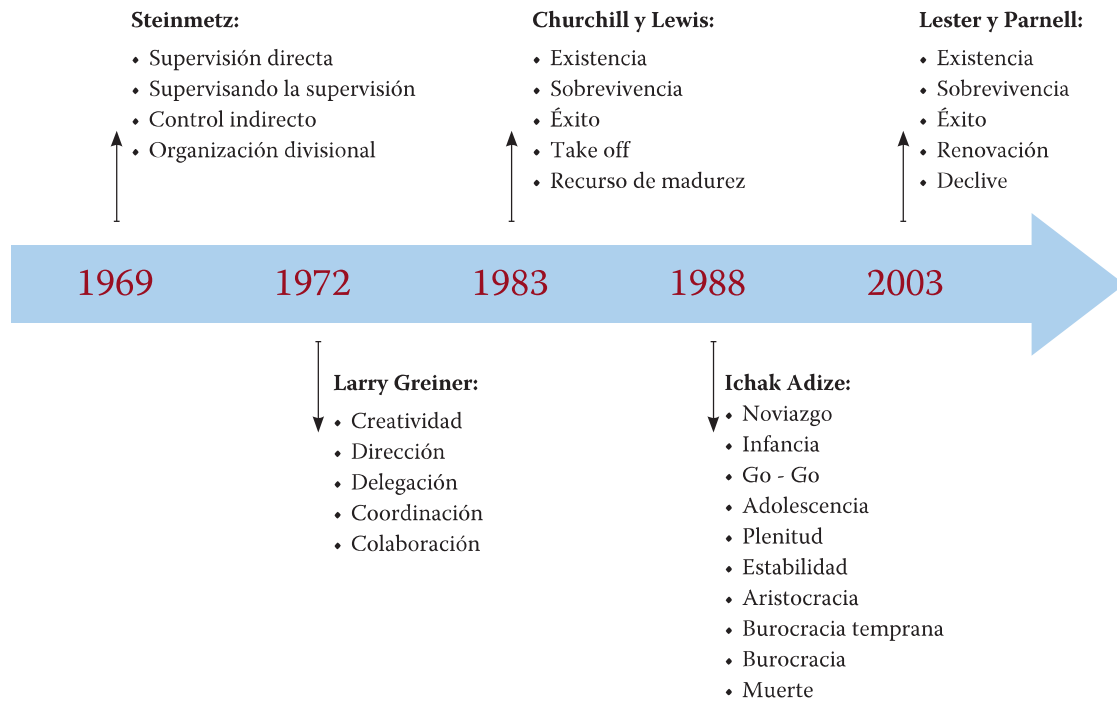 Steinmetz:
• Supervisión directa
• Supervisando la supervisión
• Control indirecto
• Organización divisional
Churchill y Lewis:
• Existencia
• Sobrevivencia
• Éxito
• Take off
• Recurso de madurez
Lester y Parnell:
• Existencia
• Sobrevivencia
• Éxito
• Renovación
• Declive
1969 1972 1983 1988 2003
Larry Greiner:
• Creatividad
• Dirección
• Delegación
• Coordinación
• Colaboración
Ichak Adize:
• Noviazgo
• Infancia
• Go - Go
• Adolescencia
• Plenitud
• Estabilidad
• Aristocracia
• Burocracia temprana
• Burocracia
• Muerte